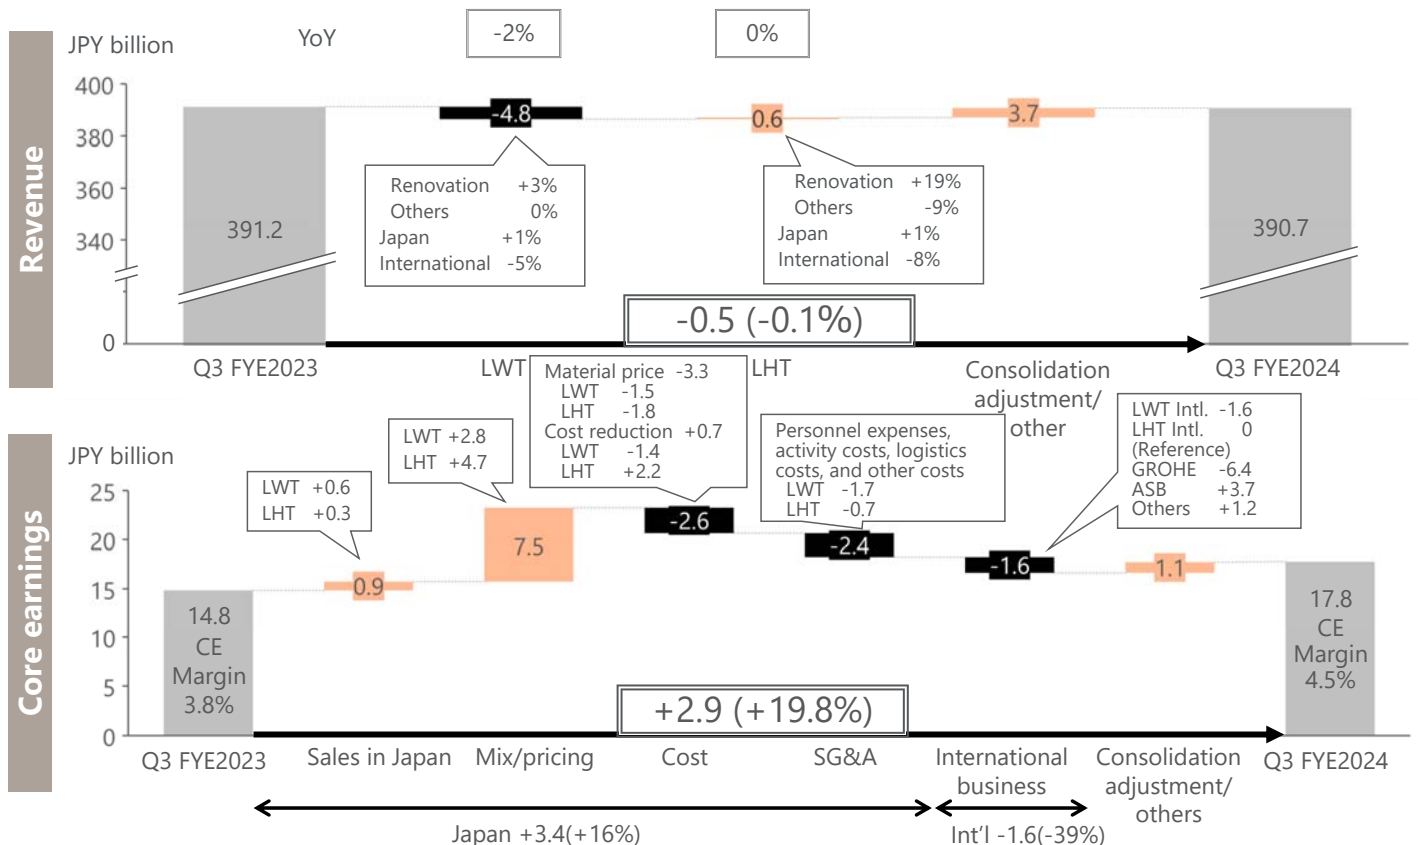 Revenue
JPY billion
YoY
-2%
0%
400
380
360
340
0
391.2
-4.8
0.6
3.7
390.7
Renovation +3%
Others 0%
Japan +1%
International -5%
Renovation +19%
Others -9%
Japan +1%
International -8%
-0.5 (-0.1%)
Q3 FYE2023
LWT
LHT
Consolidation
adjustment/
other
Q3 FYE2024
Core earnings
JPY billion
25
20
15
10
5
0
14.8
CE
Margin
3.8%
LWT +0.6
LHT +0.3
0.9
LWT +2.8
LHT +4.7
7.5
Material price -3.3
LWT -1.5
LHT -1.8
Cost reduction +0.7
LWT -1.4
LHT +2.2
-2.6
Personnel expenses,
activity costs, logistics
costs, and other costs
LWT -1.7
LHT -0.7
-2.4
LWT Intl. -1.6
LHT Intl. 0
(Reference)
GROHE -6.4
ASB +3.7
Others +1.2
-1.6
1.1
17.8
CE
Margin
4.5%
+2.9 (+19.8%)
Q3 FYE2023
Sales in Japan
Mix/pricing
Cost
SG&A
International
business
Consolidation
adjustment/
others
Q3 FYE2024
Japan +3.4(+16%)
Int'l -1.6(-39%)